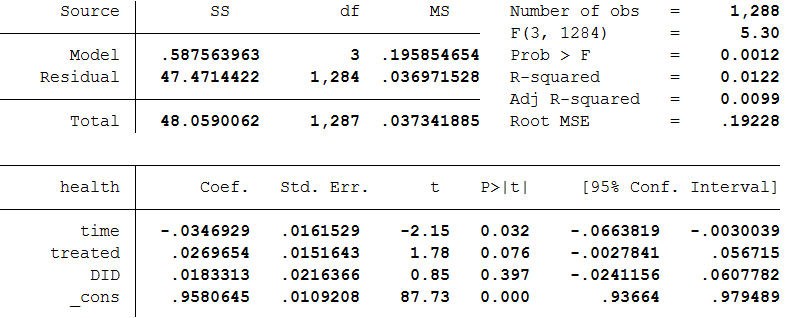 Source SS df MS Number of obs = 1,288
F(3, 1284) = 5.30
Model .587563963 3 .195854654 Prob > F = 0.0012
Residual 47.4714422 1,284 .036971528 R-squared = 0.0122
Adj R-squared = 0.0099
Total 48.0590062 1,287 .037341885 Root MSE = .19228
health Coef. Std. Err. t P>|t| [95% Conf. Interval]
time -.0346929 .0161529 -2.15 0.032 -.0663819 -.0030039
treated .0269654 .0151643 1.78 0.076 -.0027841 .056715
DID .0183313 .0216366 0.85 0.397 -.0241156 .0607782
_cons .9580645 .0109208 87.73 0.000 .93664 .979489